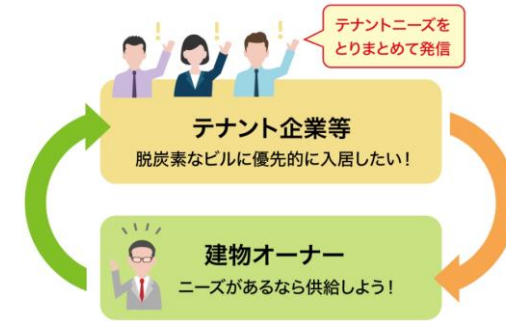 テナントニーズを
とりまとめて発信
テナント企業等
脱炭素なビルに優先的に入居したい!
建物オーナー
ニーズがあるなら供給しよう!